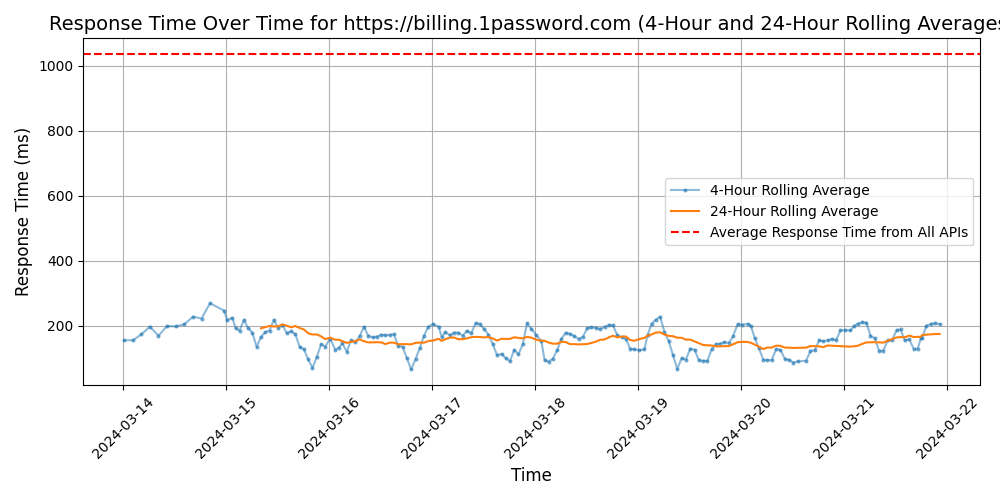 Response Time Over Time for https://billing.1password.com (4-Hour and 24-Hour Rolling Averages
Response Time (ms)
1000
800
600
400
200
4-Hour Rolling Average
24-Hour Rolling Average
Average Response Time from All APIs
2024-03-14
2024-03-15
2024-03-16
2024-03-17
2024-03-18
2024-03-19
2024-03-20
2024-03-21
2024-03-22
Time